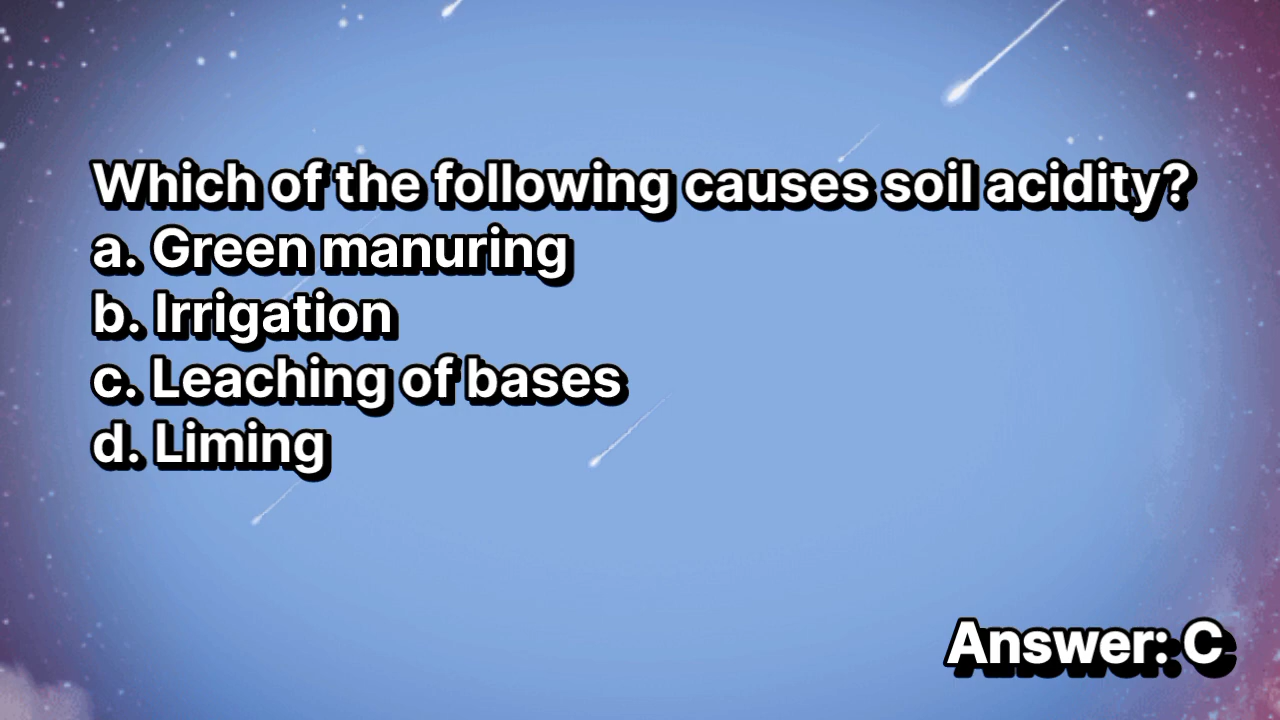 Which of the following causes soil acidity?
a. Green manuring
b. Irrigation
c. Leaching of bases
d. Liming
Answer: C